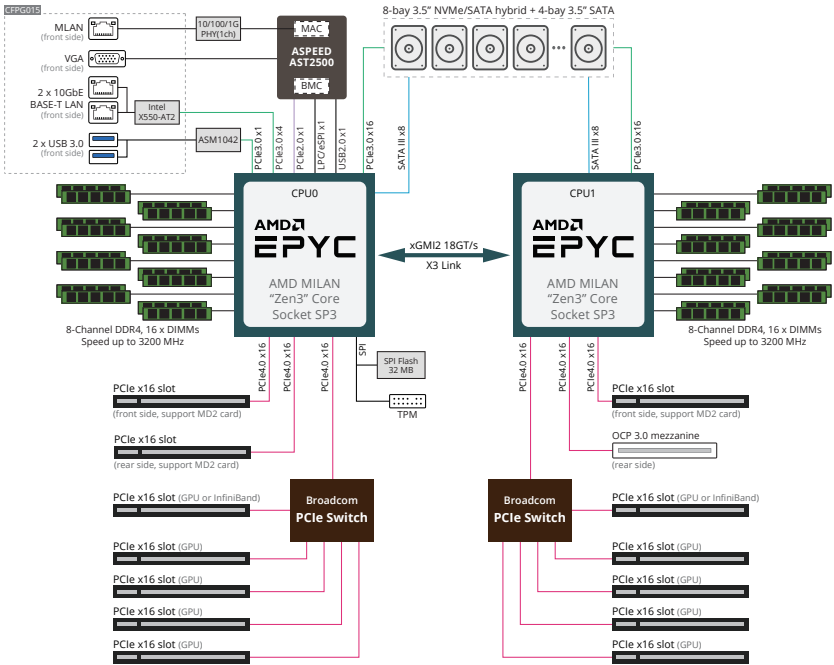 CFPG015
8-bay 3.5” NVMe/SATA hybrid + 4-bay 3.5” SATA
MLAN
(front side)
10/100/1G
PHY(1ch)
MAC
ASPEED
AST2500
BMC
VGA
(front side)
2 x 10GbE
BASE-T LAN
(front side)
Intel
X550-AT2
2 x USB 3.0
(front side)
ASM1042
PCIe3.0 x1
PCIe3.0 x4
PCIe2.0 x1
LPC/eSPI x1
USB2.0 x1
PCIe3.0 x16
SATA III x8
SATA III x8
PCIe3.0 x16
CPU0
AMD
EPYC
AMD MILAN
“Zen3” Core
Socket SP3
xGMI2 18GT/s
X3 Link
CPU1
AMD
EPYC
AMD MILAN
“Zen3” Core
Socket SP3
8-Channel DDR4, 16 x DIMMs
Speed up to 3200 MHz
8-Channel DDR4, 16 x DIMMs
Speed up to 3200 MHz
PCIe4.0 x16
PCIe4.0 x16
PCIe4.0 x16
SPI
SPI Flash
32 MB
TPM
PCIe4.0 x16
PCIe4.0 x16
PCIe4.0 x16
PCIe x16 slot
(front side, support MD2 card)
PCIe x16 slot
(rear side, support MD2 card)
PCIe x16 slot (GPU or InfiniBand)
PCIe x16 slot (GPU)
PCIe x16 slot (GPU)
PCIe x16 slot (GPU)
PCIe x16 slot (GPU)
Broadcom
PCIe Switch
Broadcom
PCIe Switch
PCIe x16 slot
(front side, support MD2 card)
OCP 3.0 mezzanine
(rear side)
PCIe x16 slot (GPU or InfiniBand)
PCIe x16 slot (GPU)
PCIe x16 slot (GPU)
PCIe x16 slot (GPU)
PCIe x16 slot (GPU)